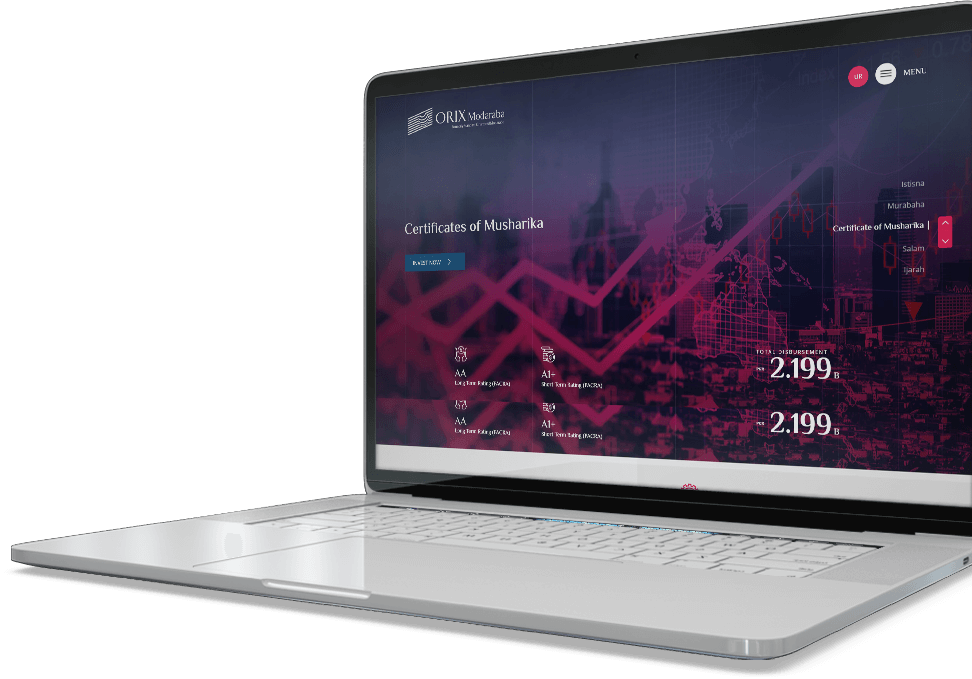 UR
MENU
ORIX Modaraba
Istisna
Murabaha
Certificates of Musharika
Certificate of Musharika
INVEST NOW
Salam
Ijarah
TOTAL DISBURSEMENT
PKR 2.199 B
AA
Long Term Rating (PACRA)
A1+
Short Term Rating (PACRA)
PKR 2.199 B
AA
Long Term Rating (PACRA)
A1+
Short Term Rating (PACRA)